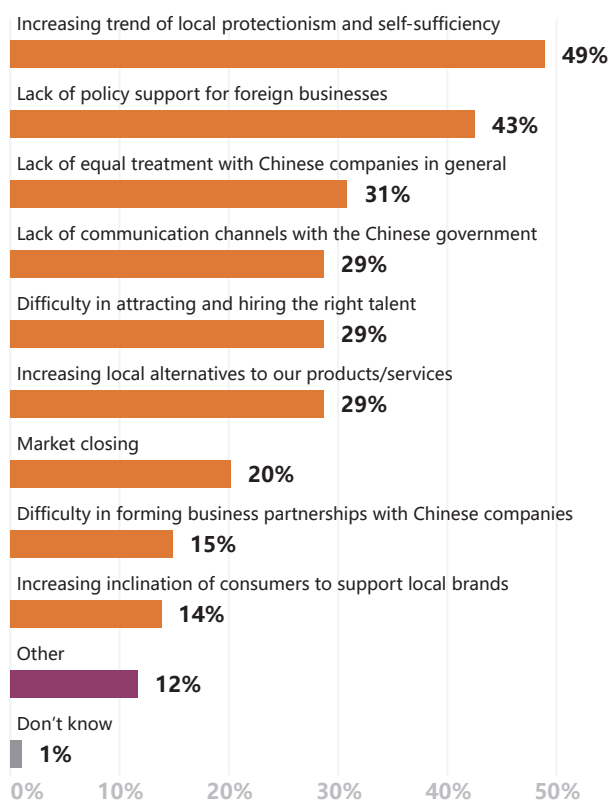 Increasing trend of local protectionism and self-sufficiency
49%
Lack of policy support for foreign businesses
43%
Lack of equal treatment with Chinese companies in general
31%
Lack of communication channels with the Chinese government
29%
Difficulty in attracting and hiring the right talent
29%
Increasing local alternatives to our products/services
29%
Market closing
20%
Difficulty in forming business partnerships with Chinese companies
15%
Increasing inclination of consumers to support local brands
14%
Other
12%
Don’t know
1%
0% 10% 20% 30% 40% 50%